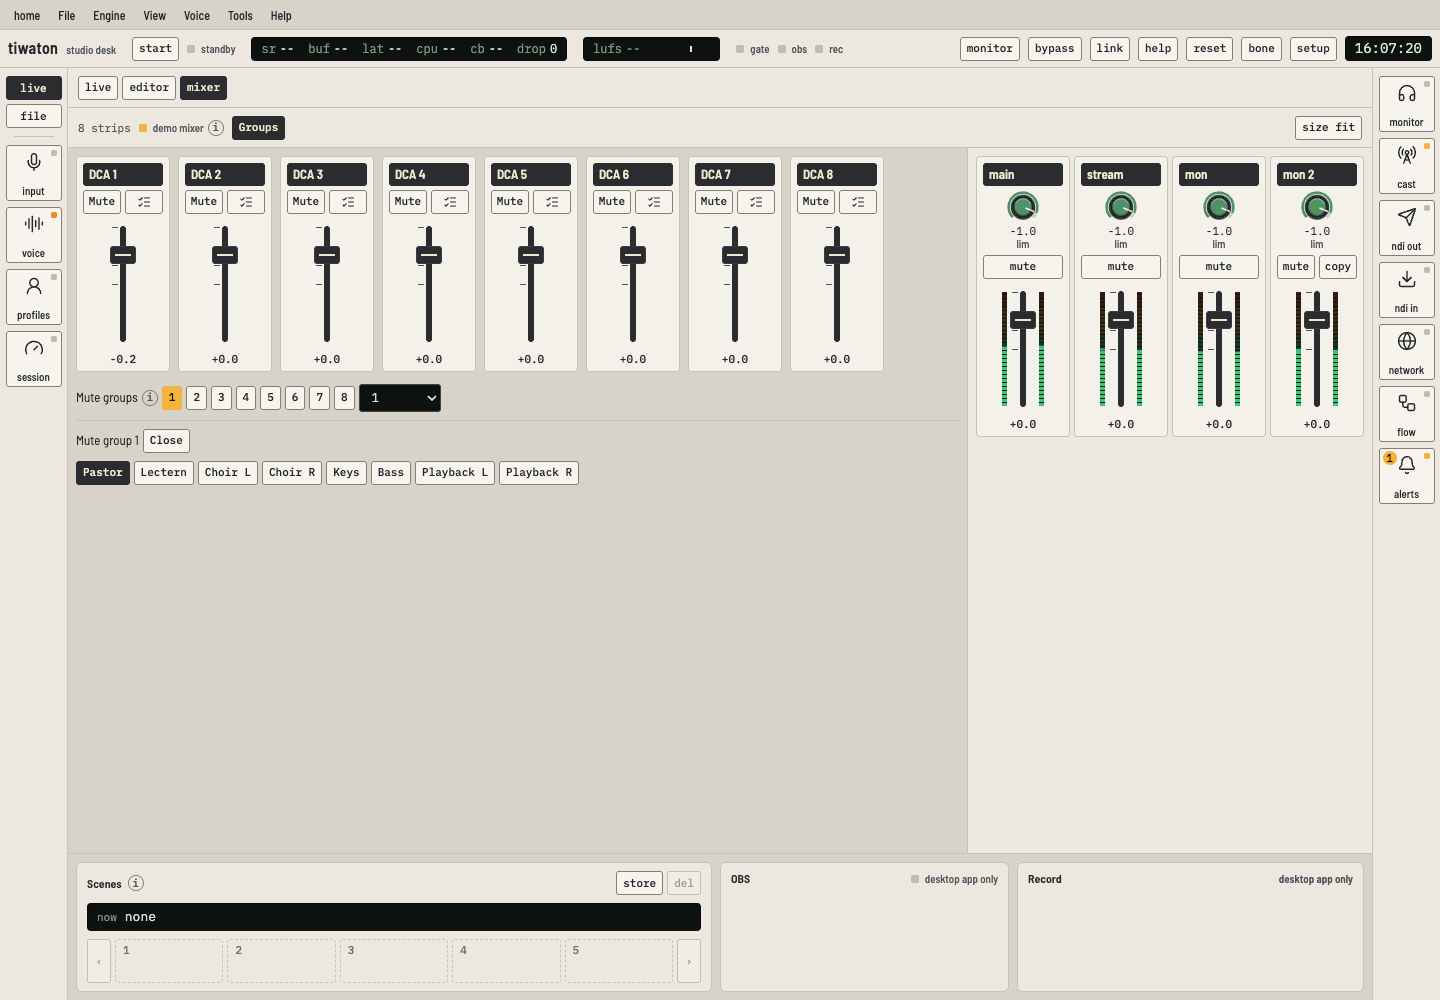 home File Engine View Voice Tools Help
tiwaton studio desk start standby sr -- buf -- lat -- cpu -- cb -- drop 0 lufs -- gate obs rec monitor bypass link help reset bone setup 16:07:20
live
file
input
voice
profiles
session
live editor mixer
8 strips demo mixer i Groups size fit
DCA 1 DCA 2 DCA 3 DCA 4 DCA 5 DCA 6 DCA 7 DCA 8
Mute Mute Mute Mute Mute Mute Mute Mute
-0.2 +0.0 +0.0 +0.0 +0.0 +0.0 +0.0 +0.0
Mute groups i 1 2 3 4 5 6 7 8 1
Mute group 1 Close
Pastor Lectern Choir L Choir R Keys Bass Playback L Playback R
main stream mon mon 2
-1.0 -1.0 -1.0 -1.0
lim lim lim lim
mute mute mute mute copy
+0.0 +0.0 +0.0 +0.0
monitor
cast
ndi out
ndi in
network
flow
1
alerts
Scenes i store del
now none
‹ 1 2 3 4 5 ›
OBS desktop app only
Record desktop app only